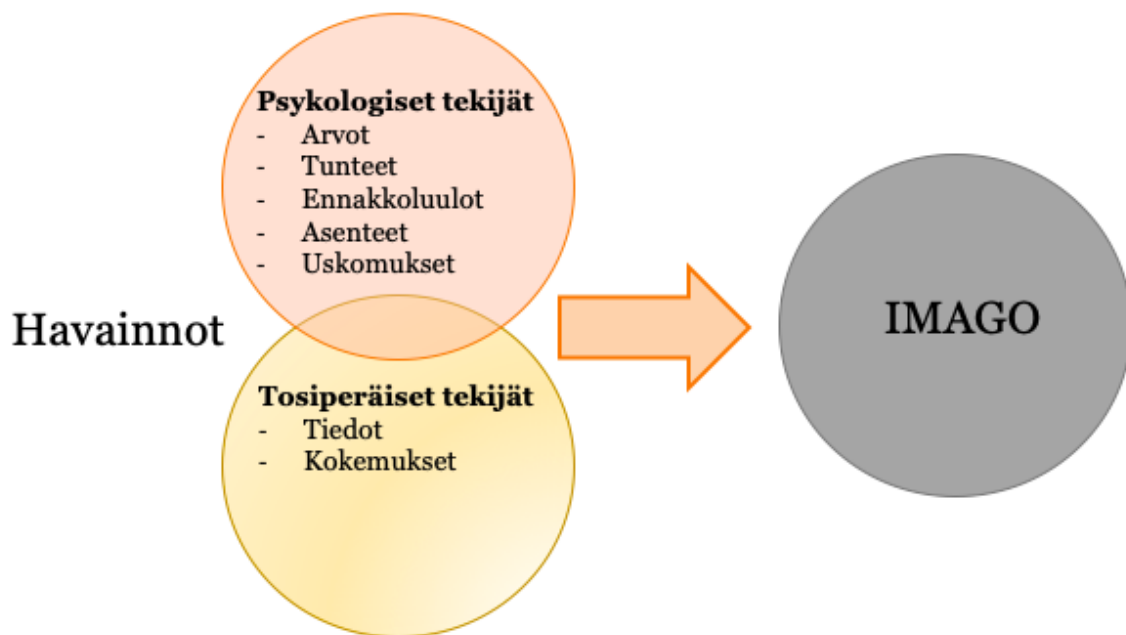 Psykologiset tekijät
- Arvot
- Tunteet
- Ennakkoluulot
- Asenteet
- Uskomukset
Havainnot
IMAGO
Tosiperäiset tekijät
- Tiedot
- Kokemukset